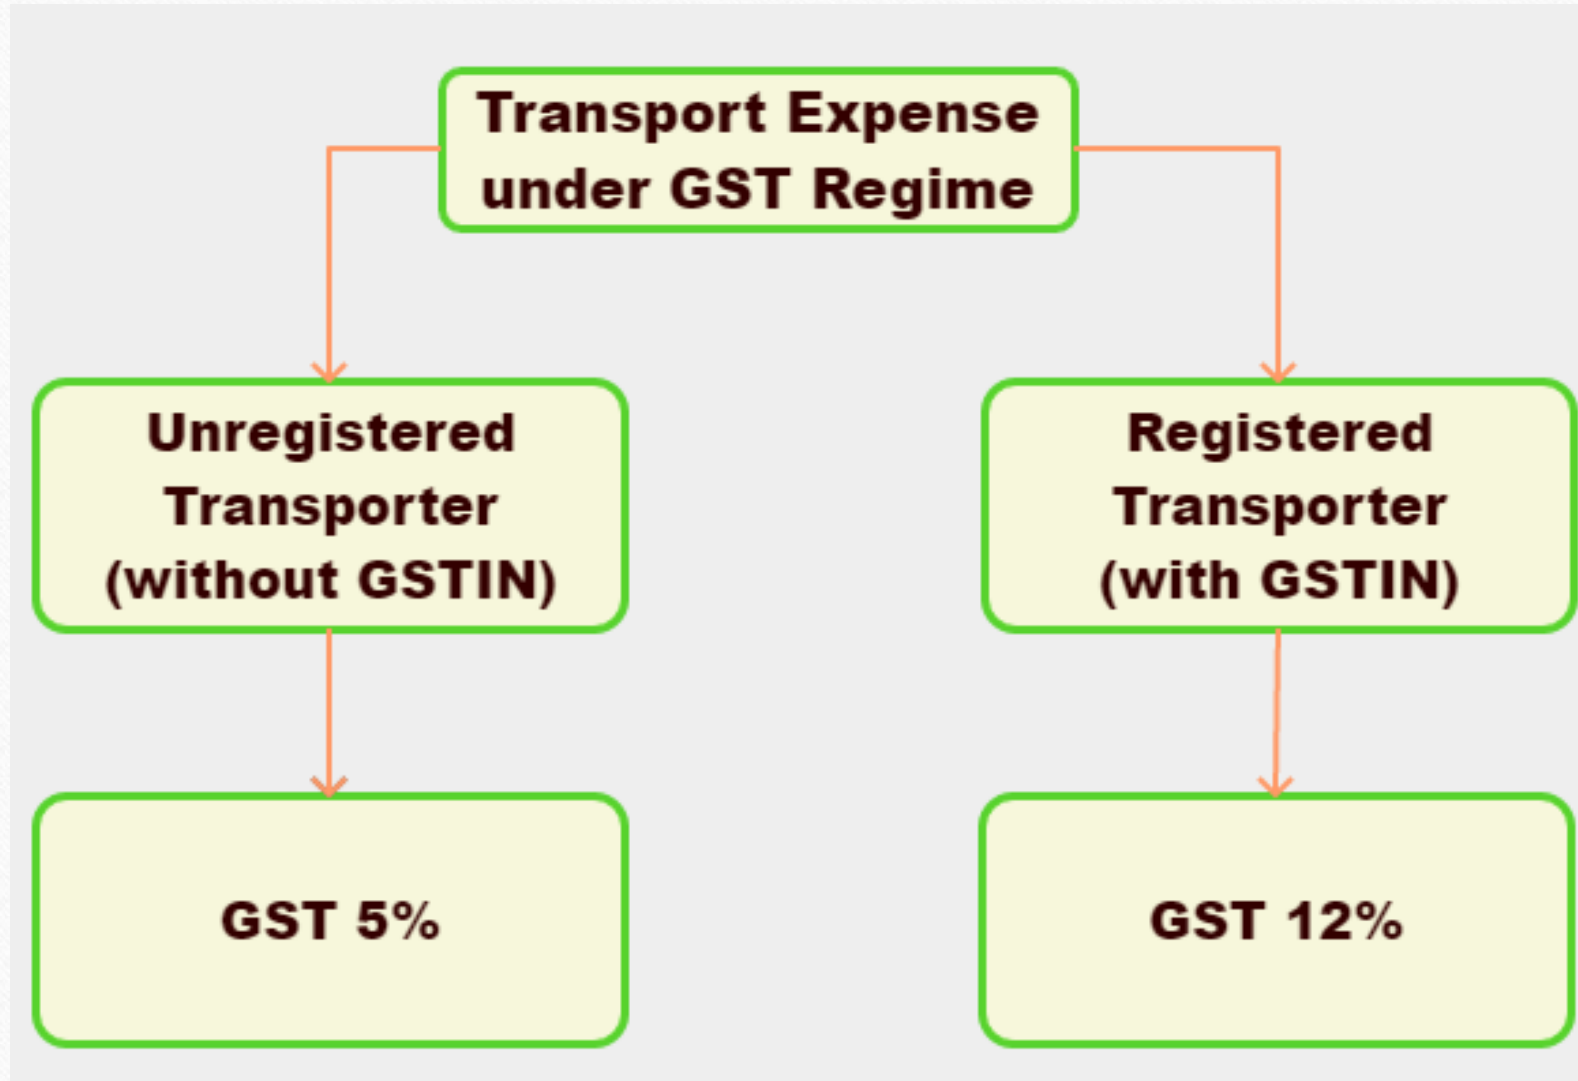 Transport Expense
under GST Regime
Unregistered
Transporter
(without GSTIN)
Registered
Transporter
(with GSTIN)
GST 5%
GST 12%